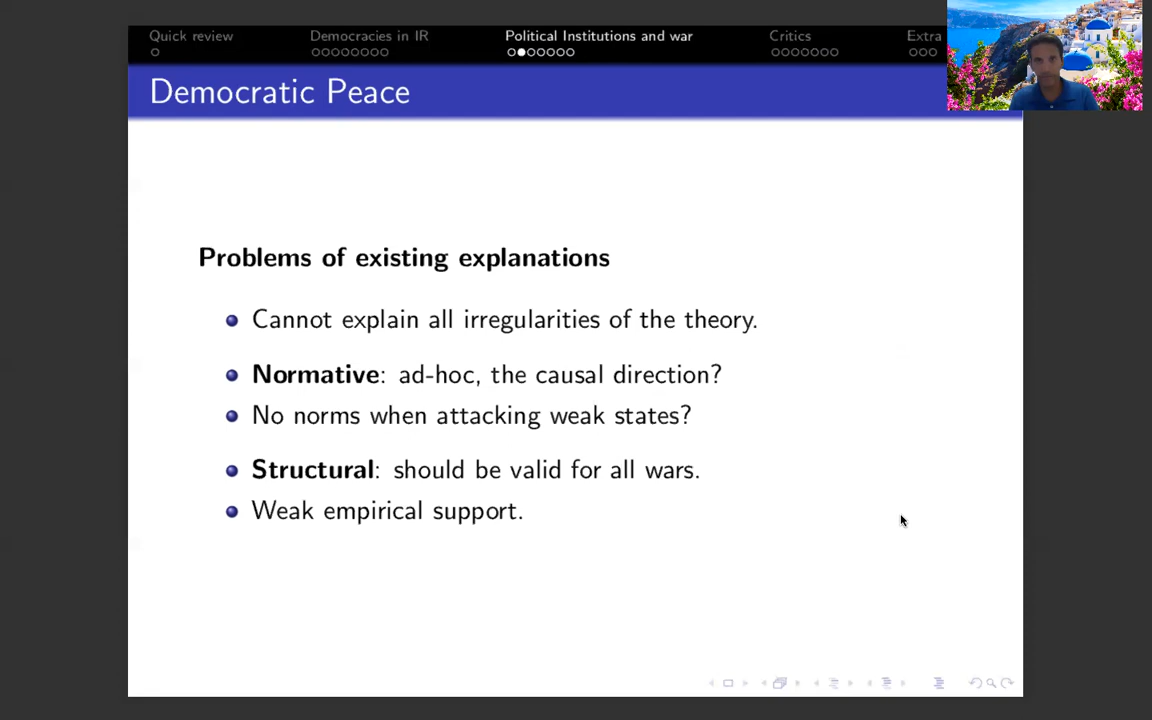 Quick review Democracies in IR Political Institutions and war Critics Extra
Democratic Peace
Problems of existing explanations
Cannot explain all irregularities of the theory.
Normative: ad-hoc, the causal direction?
No norms when attacking weak states?
Structural: should be valid for all wars.
Weak empirical support.